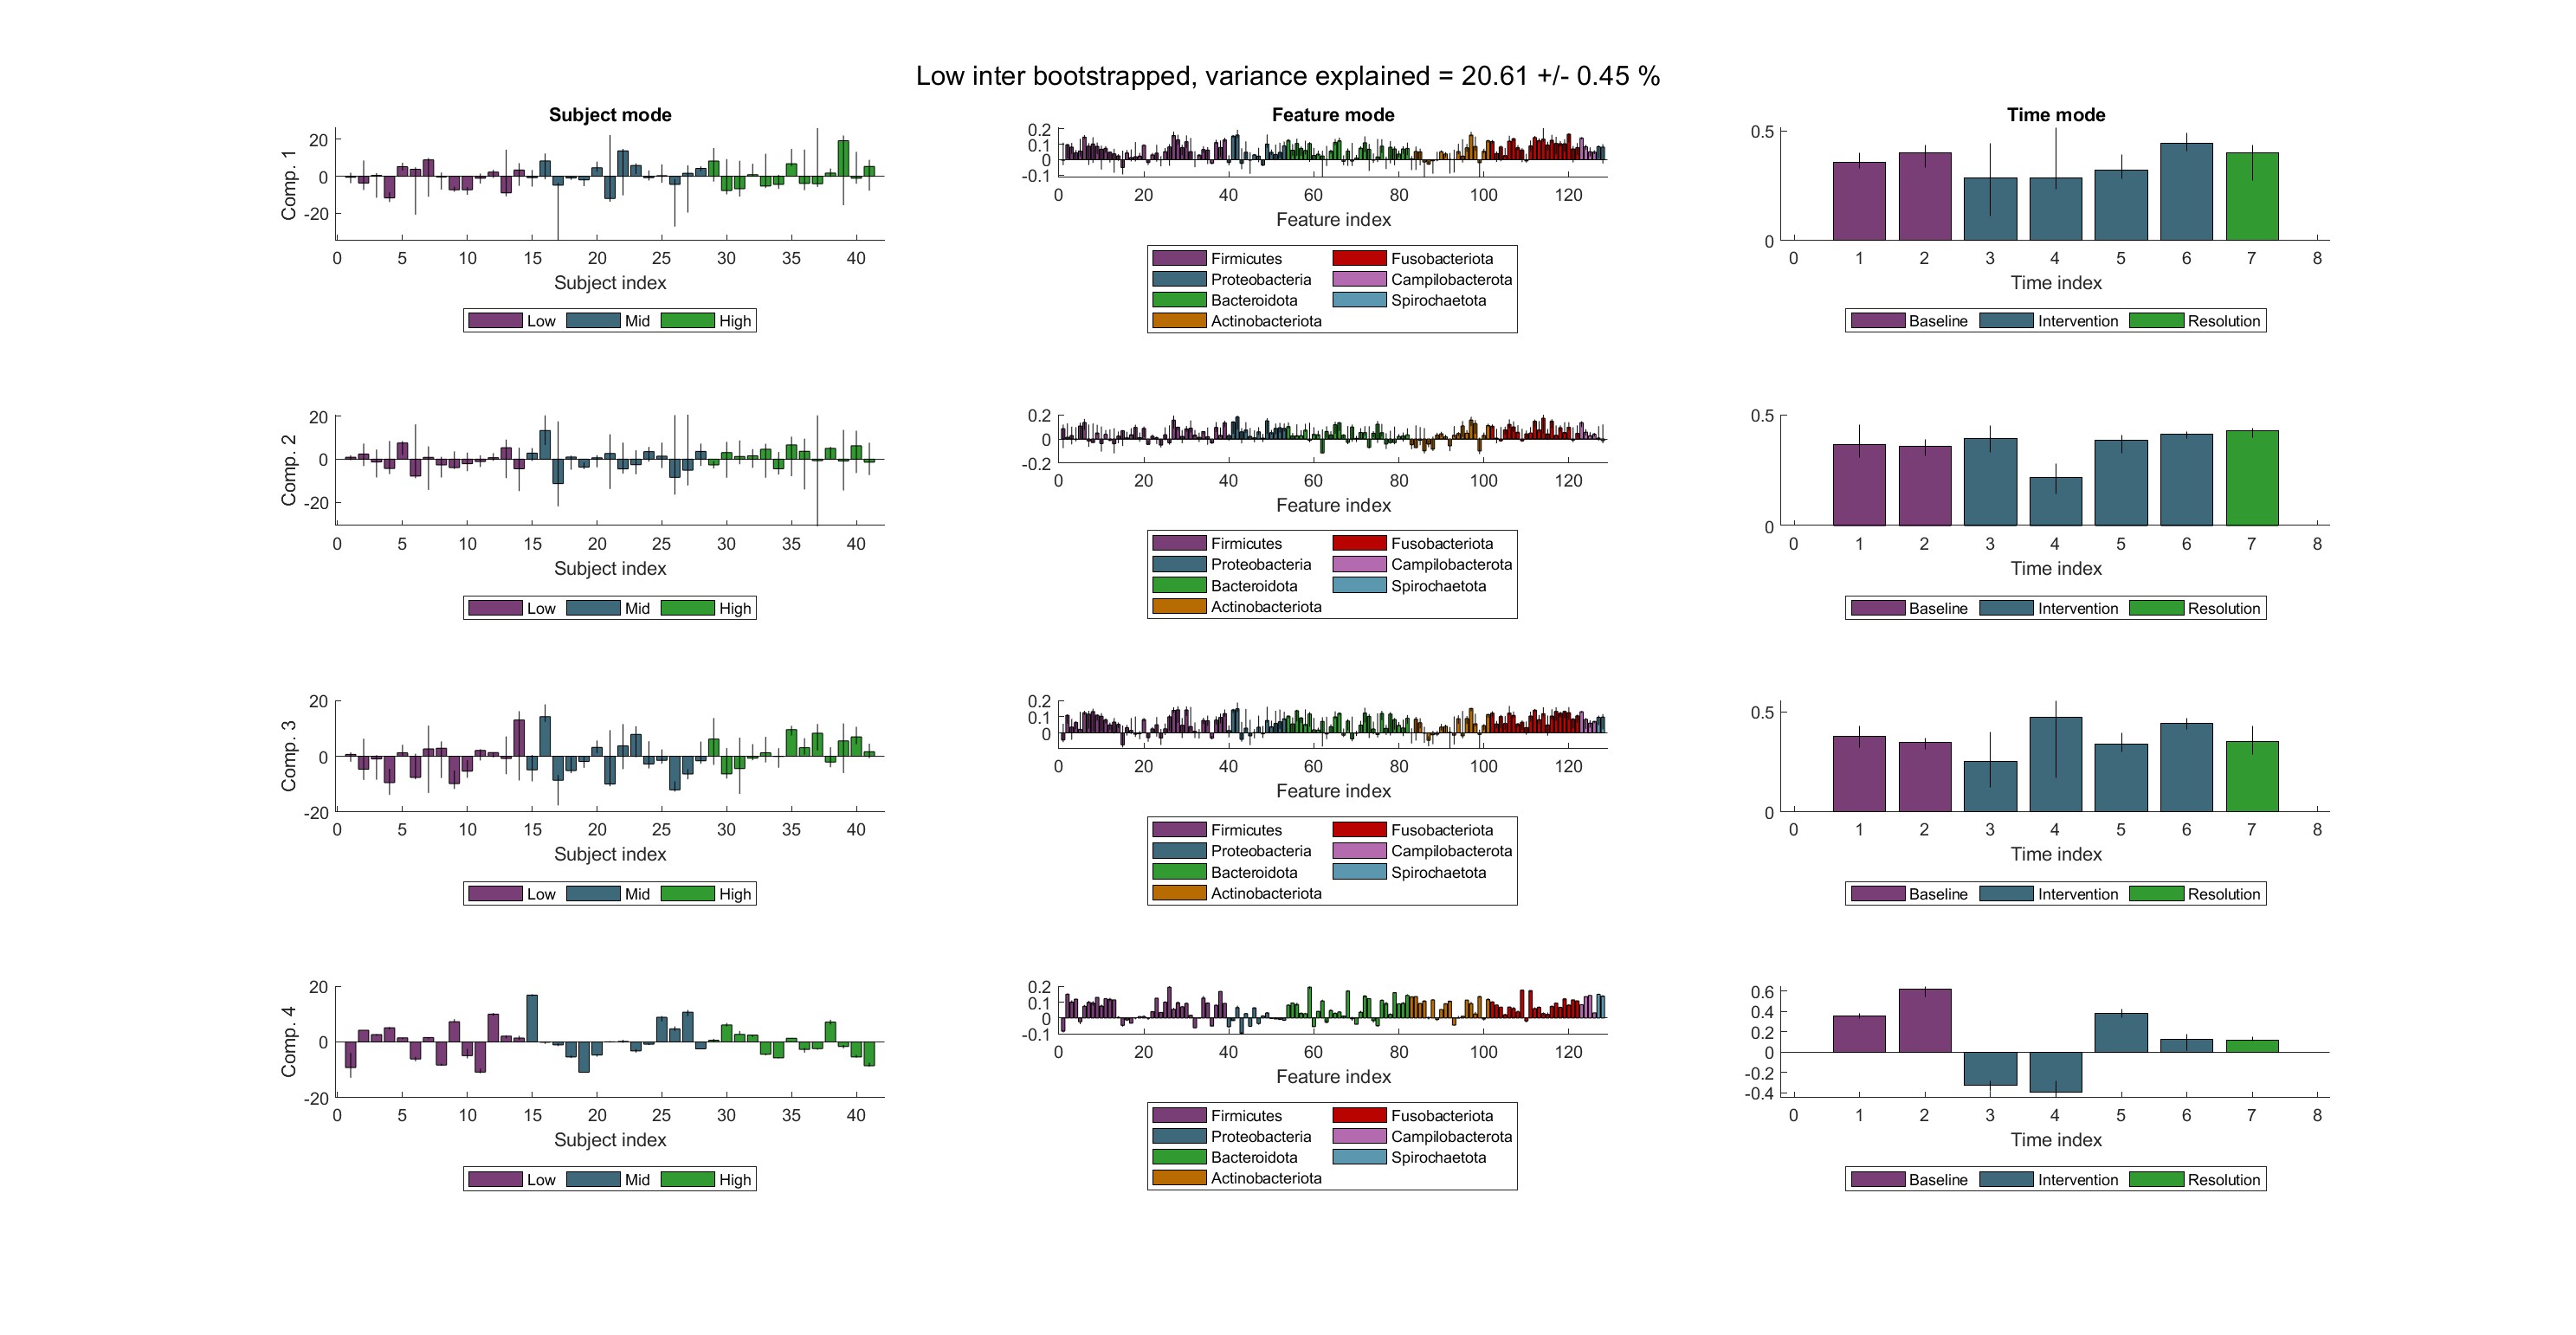 Low inter bootstrapped, variance explained = 20.61 +/- 0.45 %
Subject mode
Feature mode
Time mode
Comp. 1
20
0
-20
0 5 10 15 20 25 30 35 40
Subject index
Low Mid High
0.2
0.1
0
-0.1
0 20 40 60 80 100 120
Feature index
Firmicutes Fusobacteriota
Proteobacteria Campilobacterota
Bacteroidota Spirochaetota
Actinobacteriota
0.5
0
0 1 2 3 4 5 6 7 8
Time index
Baseline Intervention Resolution
Comp. 2
20
0
-20
0 5 10 15 20 25 30 35 40
Subject index
Low Mid High
0.2
0
-0.2
0 20 40 60 80 100 120
Feature index
Firmicutes Fusobacteriota
Proteobacteria Campilobacterota
Bacteroidota Spirochaetota
Actinobacteriota
0.5
0
0 1 2 3 4 5 6 7 8
Time index
Baseline Intervention Resolution
Comp. 3
20
0
-20
0 5 10 15 20 25 30 35 40
Subject index
Low Mid High
0.2
0.1
0
0 20 40 60 80 100 120
Feature index
Firmicutes Fusobacteriota
Proteobacteria Campilobacterota
Bacteroidota Spirochaetota
Actinobacteriota
0.5
0
0 1 2 3 4 5 6 7 8
Time index
Baseline Intervention Resolution
Comp. 4
20
0
-20
0 5 10 15 20 25 30 35 40
Subject index
Low Mid High
0.2
0.1
0
-0.1
0 20 40 60 80 100 120
Feature index
Firmicutes Fusobacteriota
Proteobacteria Campilobacterota
Bacteroidota Spirochaetota
Actinobacteriota
0.6
0.4
0.2
0
-0.2
-0.4
0 1 2 3 4 5 6 7 8
Time index
Baseline Intervention Resolution